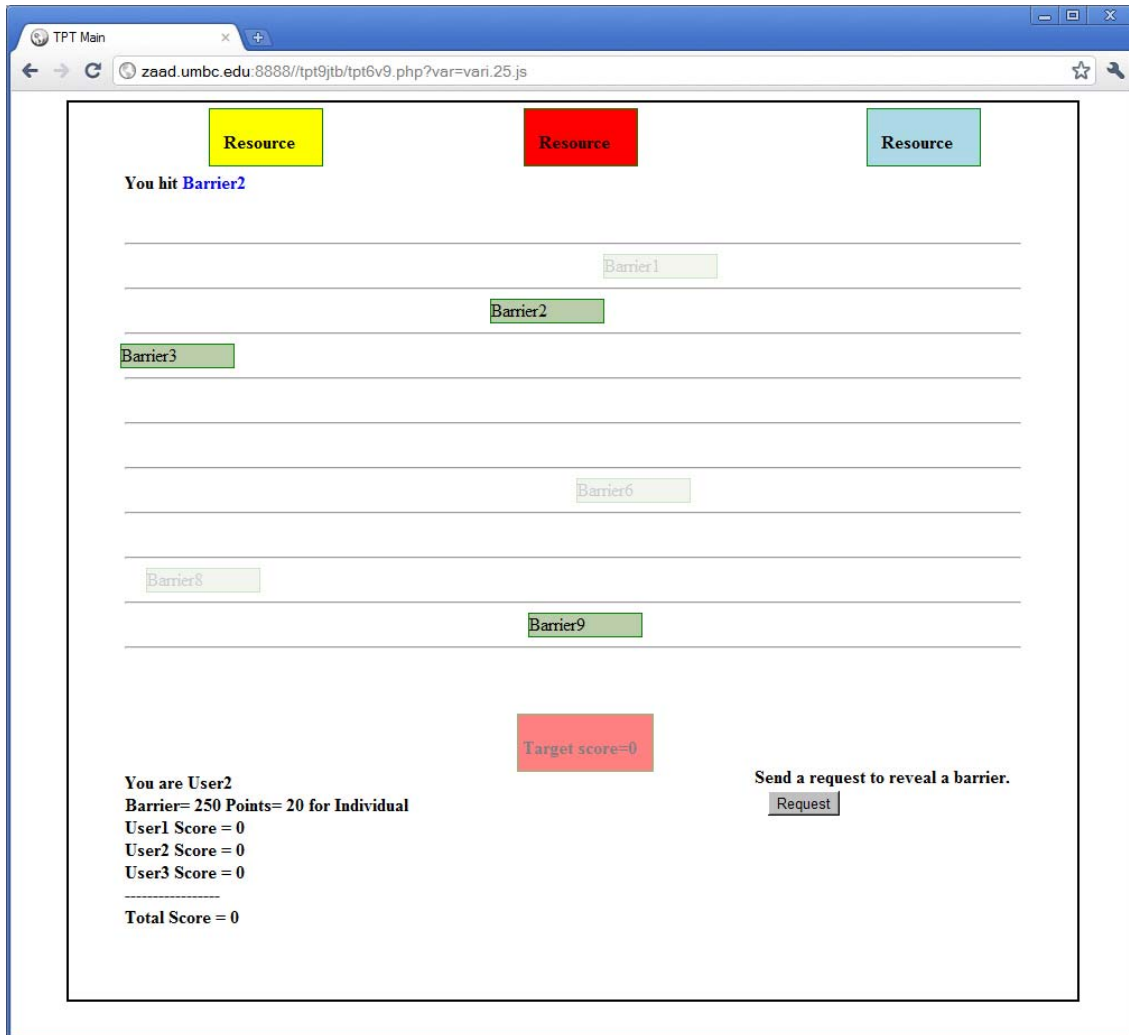 TPT Main
zaad.umbc.edu:8888//tpt9jtb/tpt6v9.php?var=vari.25.js
Resource Resource Resource
You hit Barrier2
Barrier1
Barrier2
Barrier3
Barrier6
Barrier8
Barrier9
Target score=0
You are User2
Barrier= 250 Points= 20 for Individual
User1 Score = 0
User2 Score = 0
User3 Score = 0
-----------------
Total Score = 0
Send a request to reveal a barrier.
Request